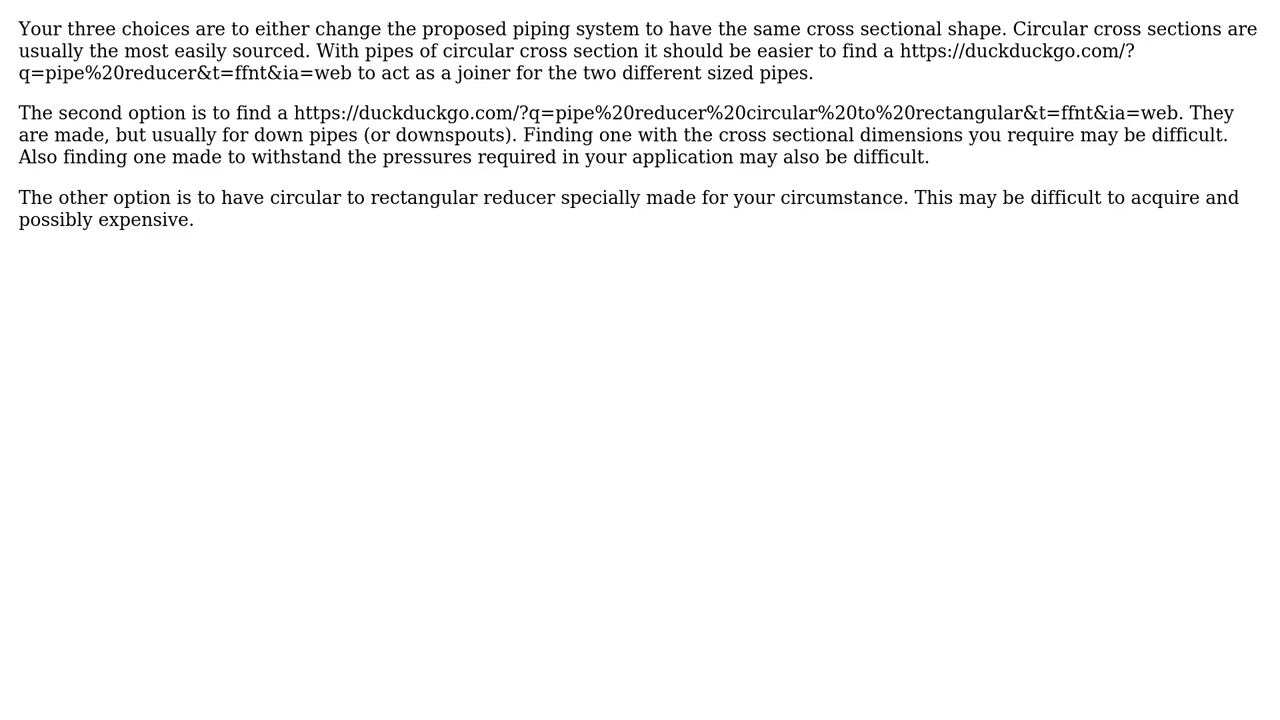 Your three choices are to either change the proposed piping system to have the same cross sectional shape. Circular cross sections are
usually the most easily sourced. With pipes of circular cross section it should be easier to find a https://duckduckgo.com/?
q=pipe%20reducer&t=ffnt&ia=web to act as a joiner for the two different sized pipes.
The second option is to find a https://duckduckgo.com/?q=pipe%20reducer%20circular%20to%20rectangular&t=ffnt&ia=web. They
are made, but usually for down pipes (or downspouts). Finding one with the cross sectional dimensions you require may be difficult.
Also finding one made to withstand the pressures required in your application may also be difficult.
The other option is to have circular to rectangular reducer specially made for your circumstance. This may be difficult to acquire and
possibly expensive.